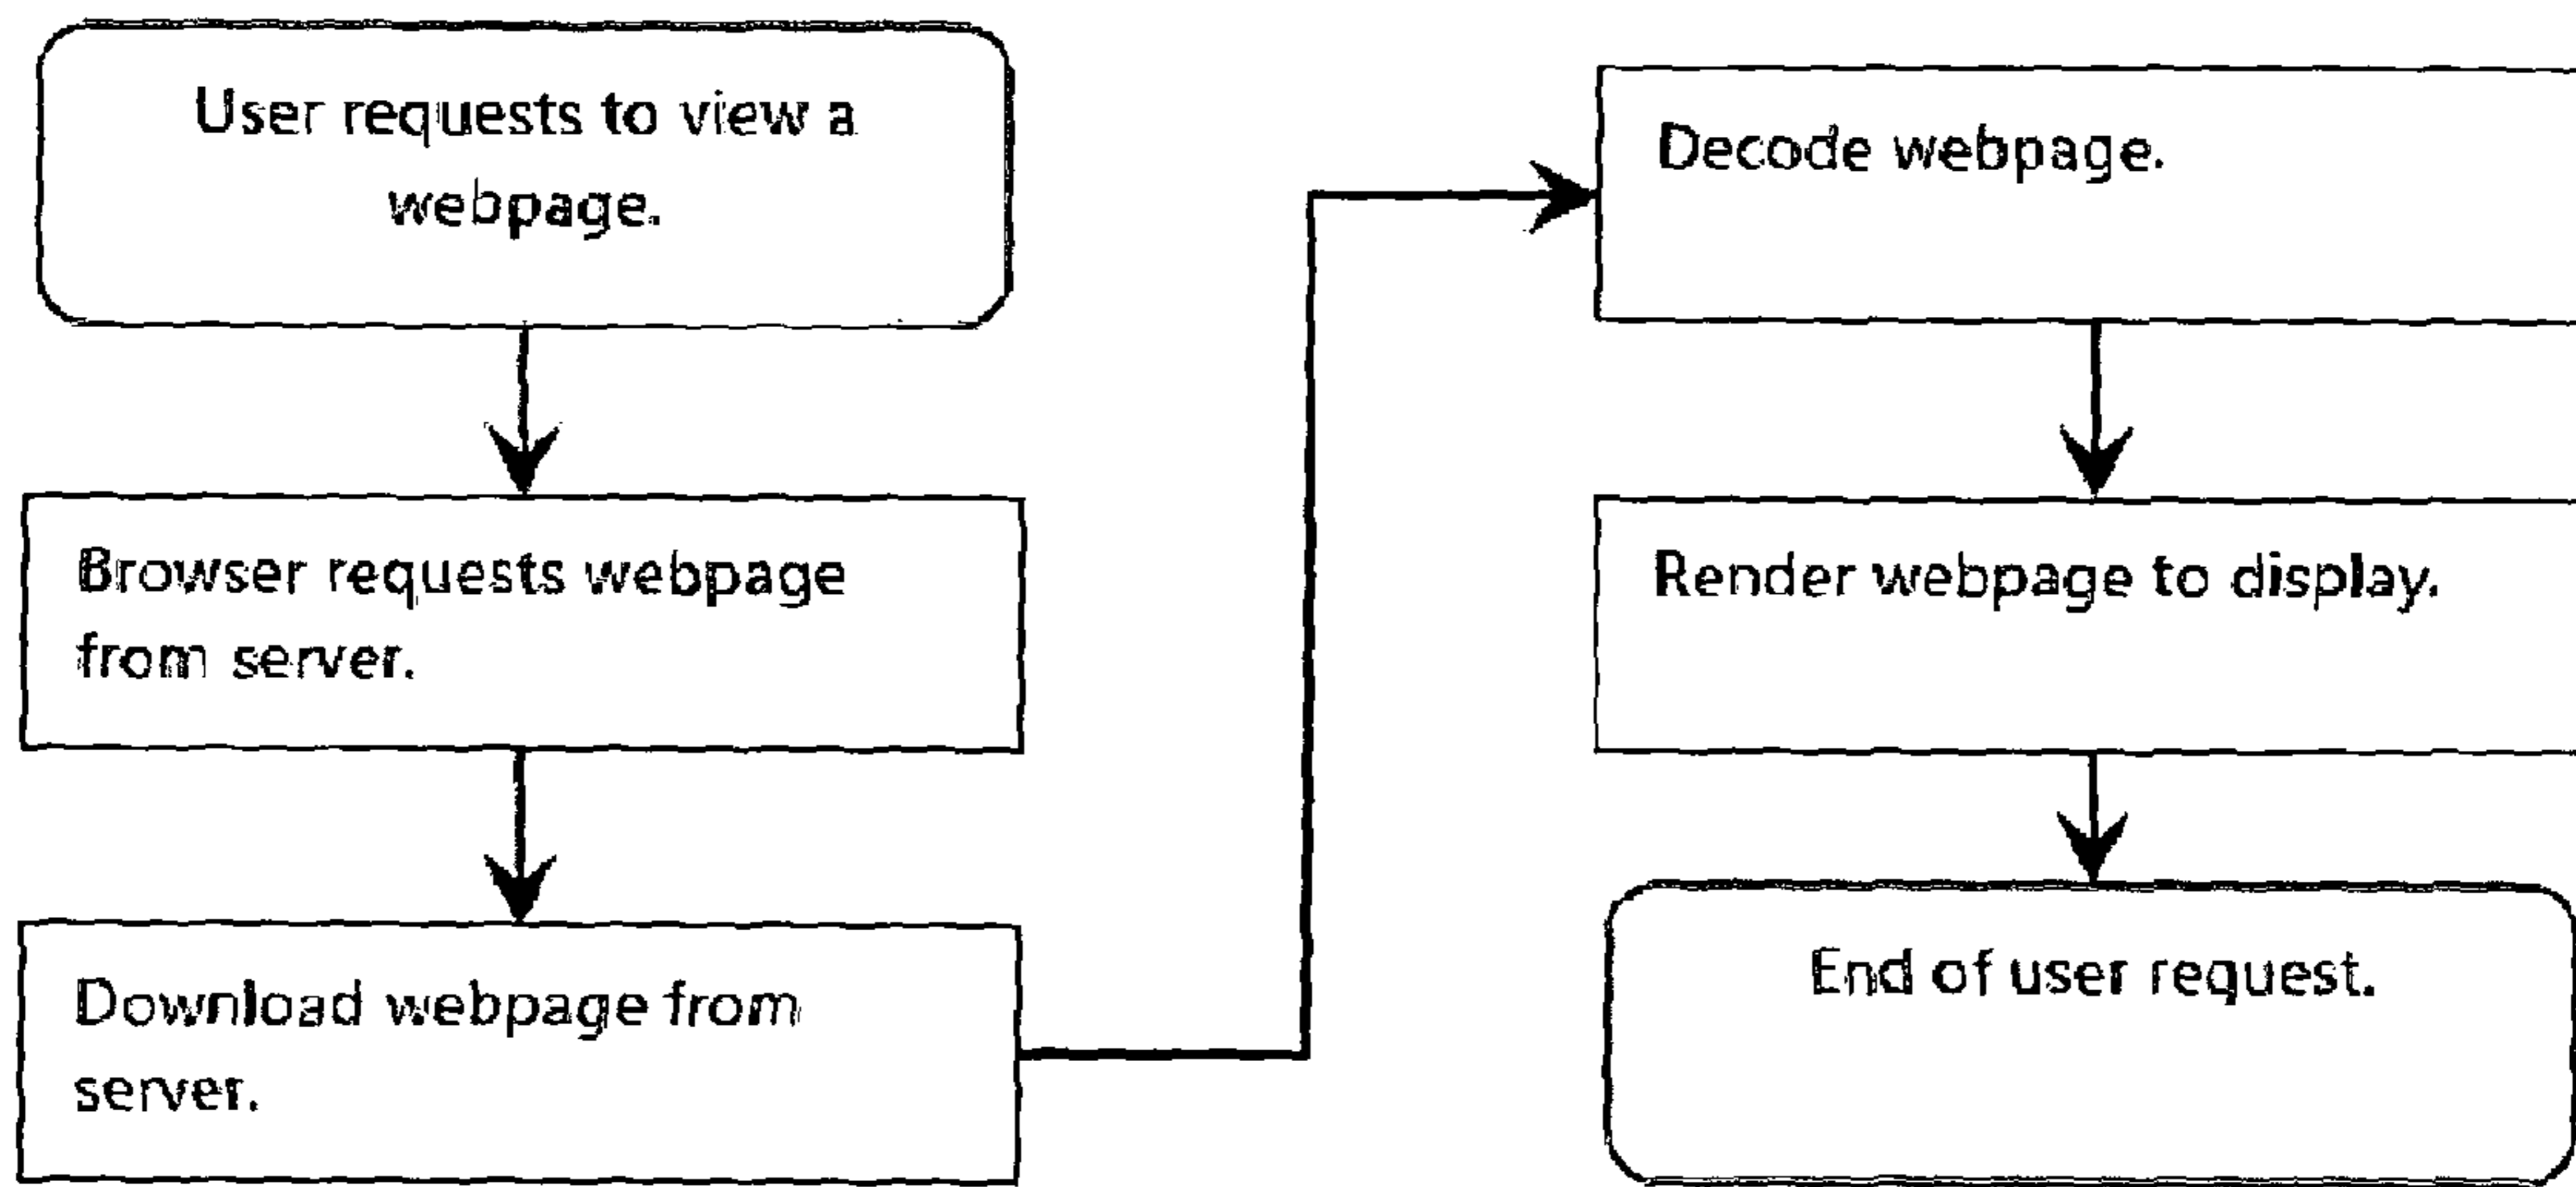 User requests to view a
webpage.
Browser requests webpage
from server.
Download webpage from
server.
Decode webpage.
Render webpage to display.
End of user request.